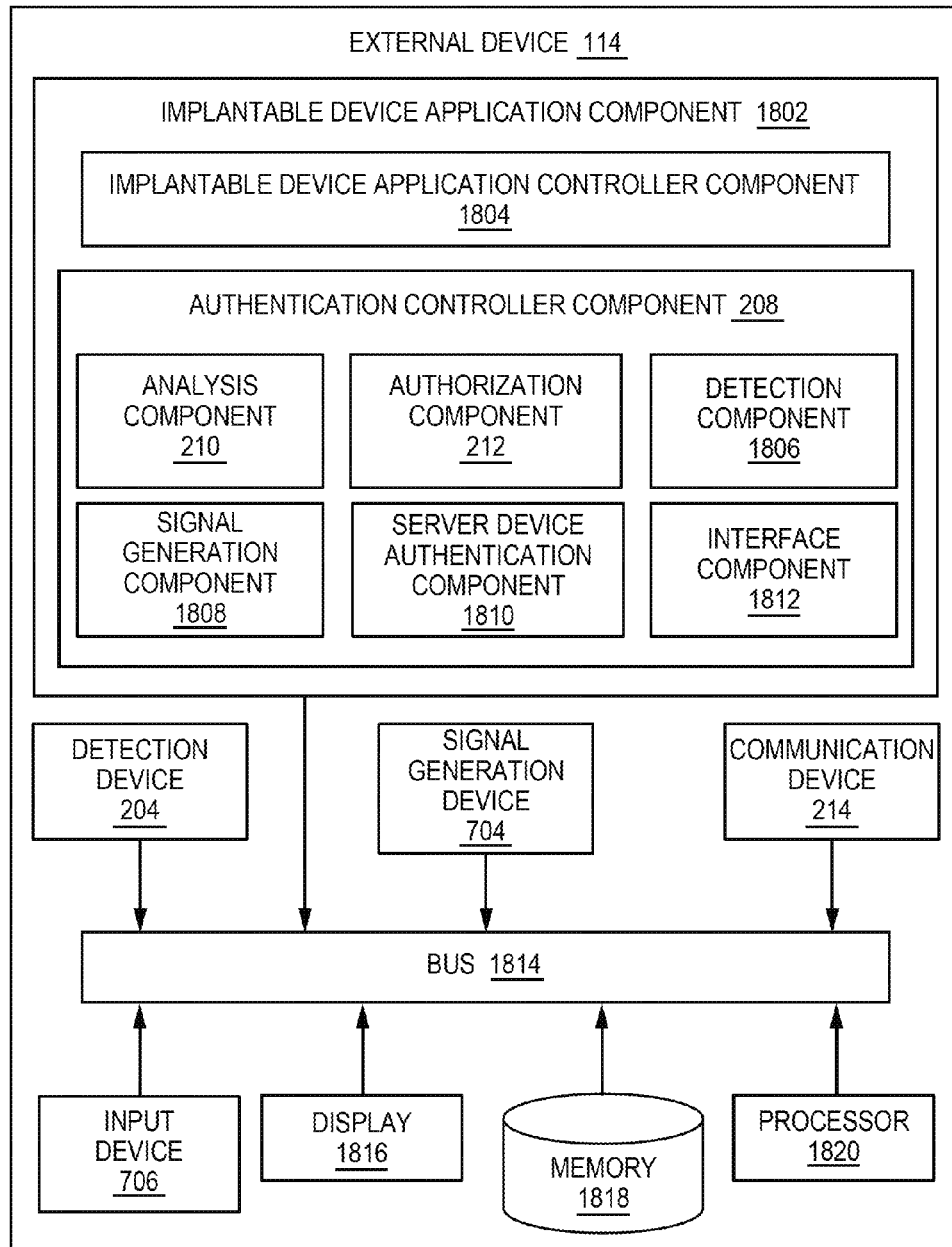 EXTERNAL DEVICE 114
IMPLANTABLE DEVICE APPLICATION COMPONENT 1802
IMPLANTABLE DEVICE APPLICATION CONTROLLER COMPONENT
1804
AUTHENTICATION CONTROLLER COMPONENT 208
ANALYSIS
COMPONENT
210
AUTHORIZATION
COMPONENT
212
DETECTION
COMPONENT
1806
SIGNAL
GENERATION
COMPONENT
1808
SERVER DEVICE
AUTHENTICATION
COMPONENT
1810
INTERFACE
COMPONENT
1812
DETECTION
DEVICE
204
SIGNAL
GENERATION
DEVICE
704
COMMUNICATION
DEVICE
214
BUS 1814
INPUT
DEVICE
706
DISPLAY
1816
MEMORY
1818
PROCESSOR
1820